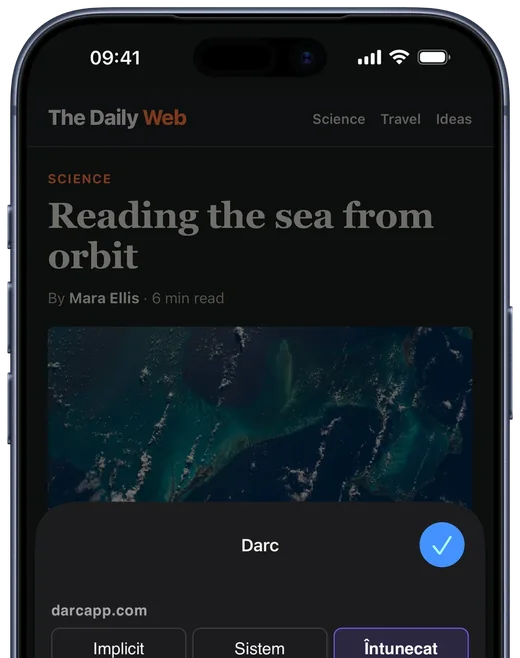 09:41
The Daily Web
Science Travel Ideas
SCIENCE
Reading the sea from
orbit
By Mara Ellis · 6 min read
Darc
darcapp.com
Implicit Sistem Întunecat